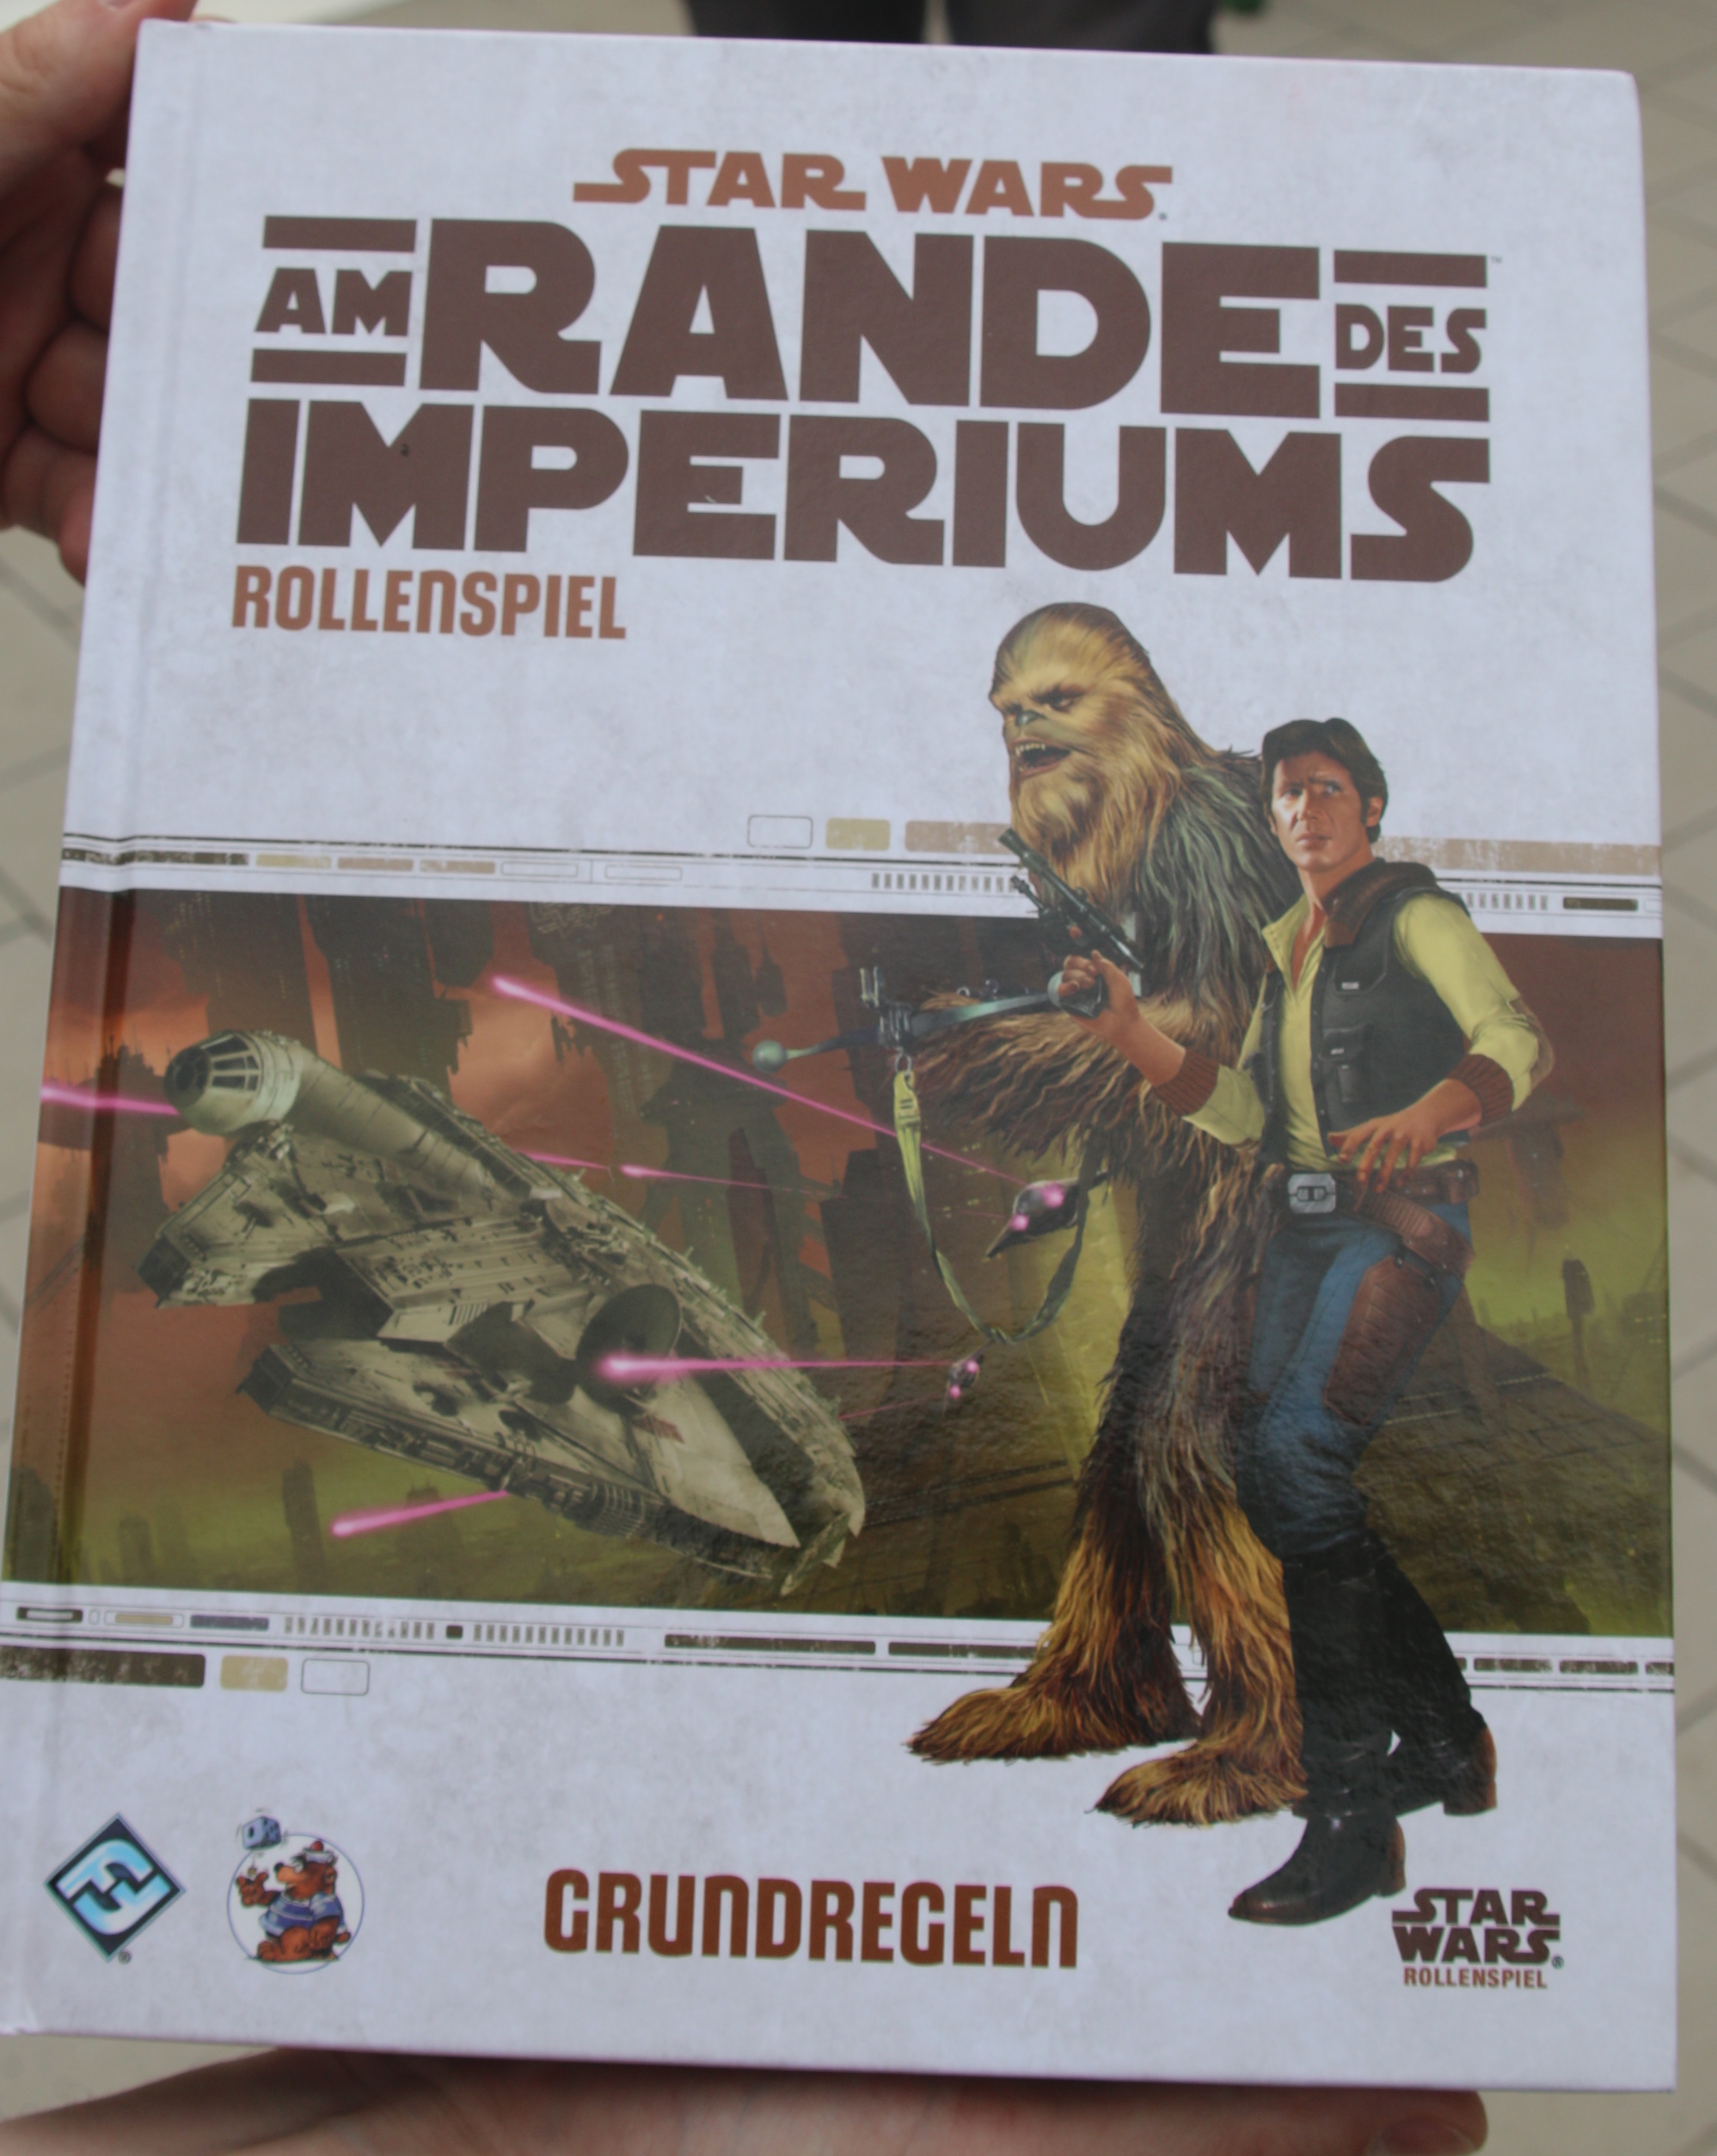 STAR WARS
AM RANDE DES
IMPERIUMS
ROLLENSPIEL
GRUNDREGELN
STAR
WARS
ROLLENSPIEL